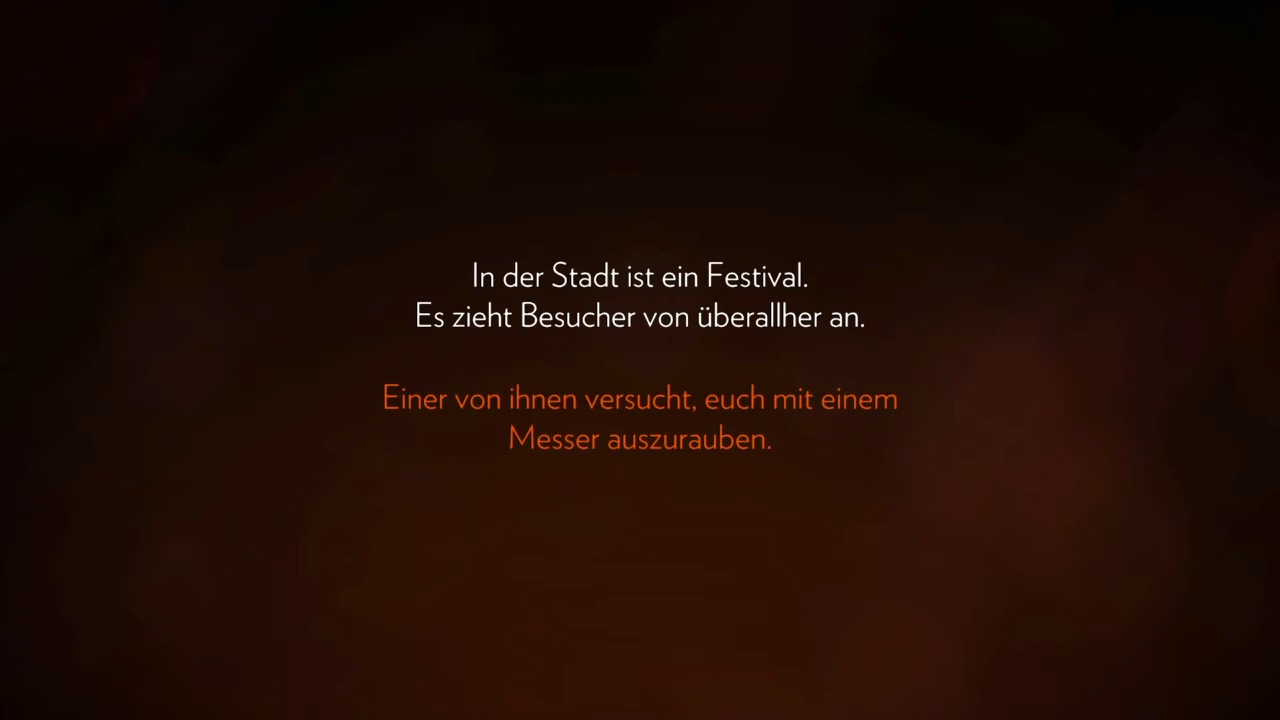 In der Stadt ist ein Festival.
Es zieht Besucher von überallher an.
Einer von ihnen versucht, euch mit einem
Messer auszurauben.